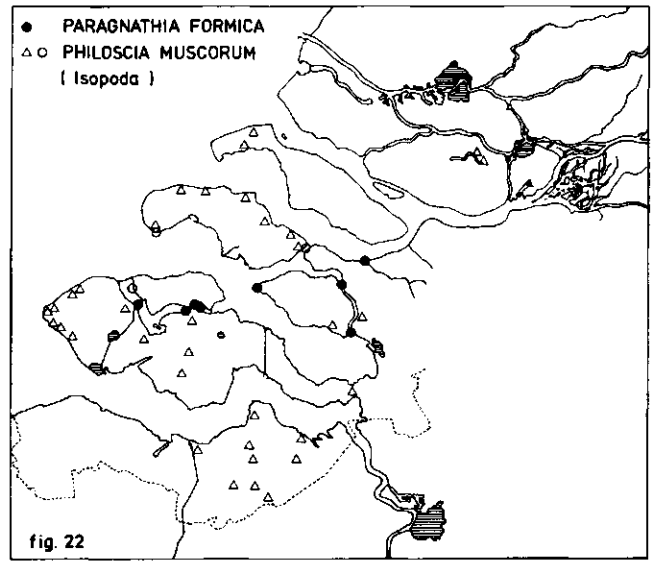 ● PARAGNATHIA FORMICA
△ ○ PHILOSCIA MUSCORUM
( Isopoda )
fig. 22